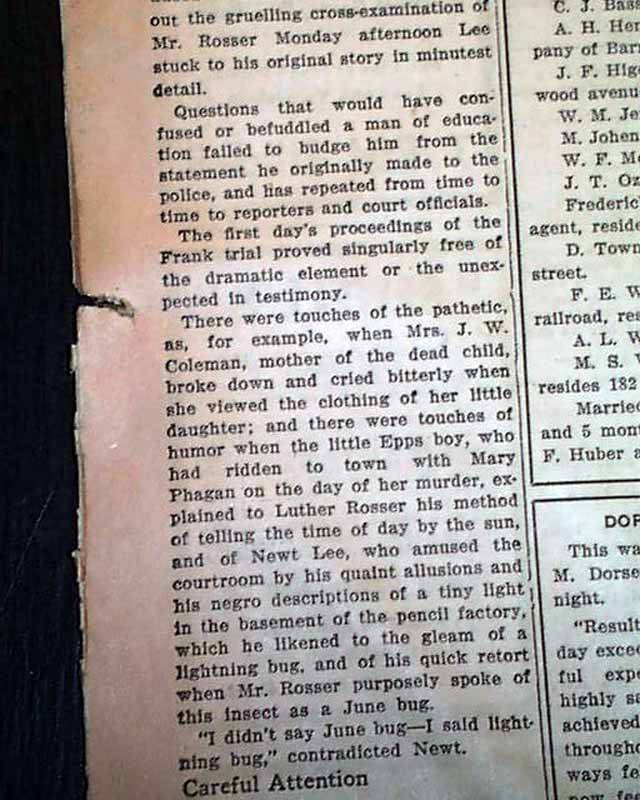 out the gruelling cross-examination of
Mr. Rosser Monday afternoon Lee
stuck to his original story in minutest
detail.
Questions that would have con-
fused or befuddled a man of educa-
tion failed to budge him from the
statement he originally made to the
police, and has repeated from time to
time to reporters and court officials.
The first day's proceedings of the
Frank trial proved singularly free of
the dramatic element or the unex-
pected in testimony.
There were touches of the pathetic,
as, for example, when Mrs. J. W.
Coleman, mother of the dead child,
broke down and cried bitterly when
she viewed the clothing of her little
daughter; and there were touches of
humor when the little Epps boy, who
had ridden to town with Mary
Phagan on the day of her murder, ex-
plained to Luther Rosser his method
of telling the time of day by the sun,
and of Newt Lee, who amused the
courtroom by his quaint allusions and
his negro descriptions of a tiny light
in the basement of the pencil factory,
which he likened to the gleam of a
lightning bug, and of his quick retort
when Mr. Rosser purposely spoke of
this insect as a June bug.
"I didn't say June bug—I said light-
ning bug," contradicted Newt.
Careful Attention
C. J. Bass
A. H. Her
pany of Bar
J. F. Hig
wood avenu
W. M. Je
M. Johen
W. F. M
J. T. Oz
Frederic
agent, reside
D. Town
street.
F. E. W
railroad, res
A. L. W
M. S.
resides 182
Married
and 5 mont
F. Huber a
DOR
This wa
M. Dorse
night.
"Result
day excee
ful expe
highly s
achieved
through
ways fe
now fee